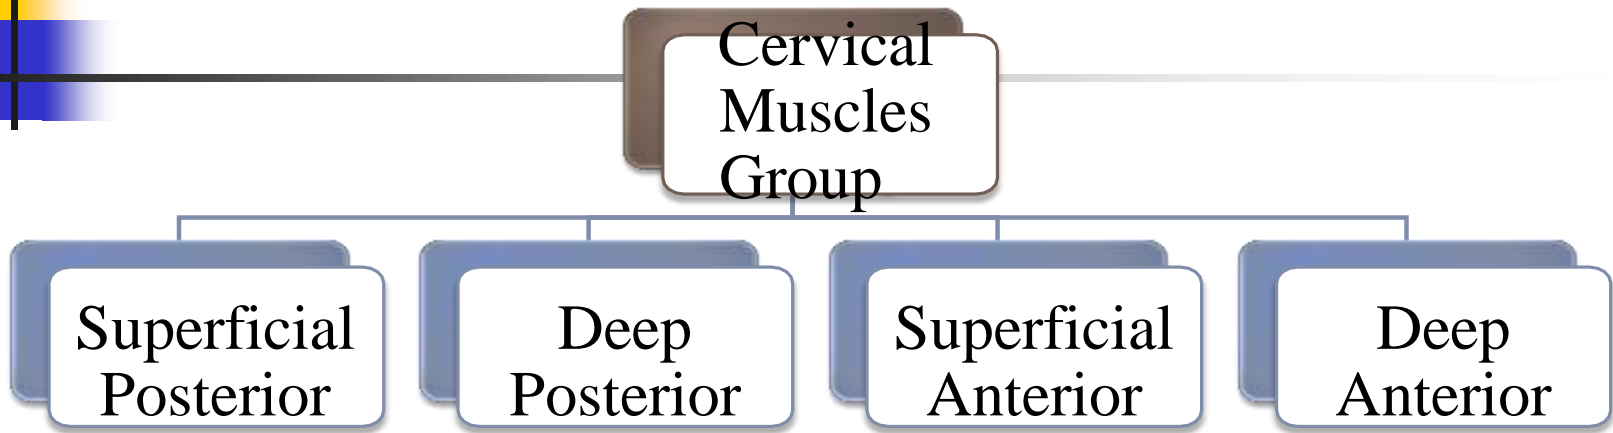 Cervical
Muscles
Group
Superficial
Posterior
Deep
Posterior
Superficial
Anterior
Deep
Anterior